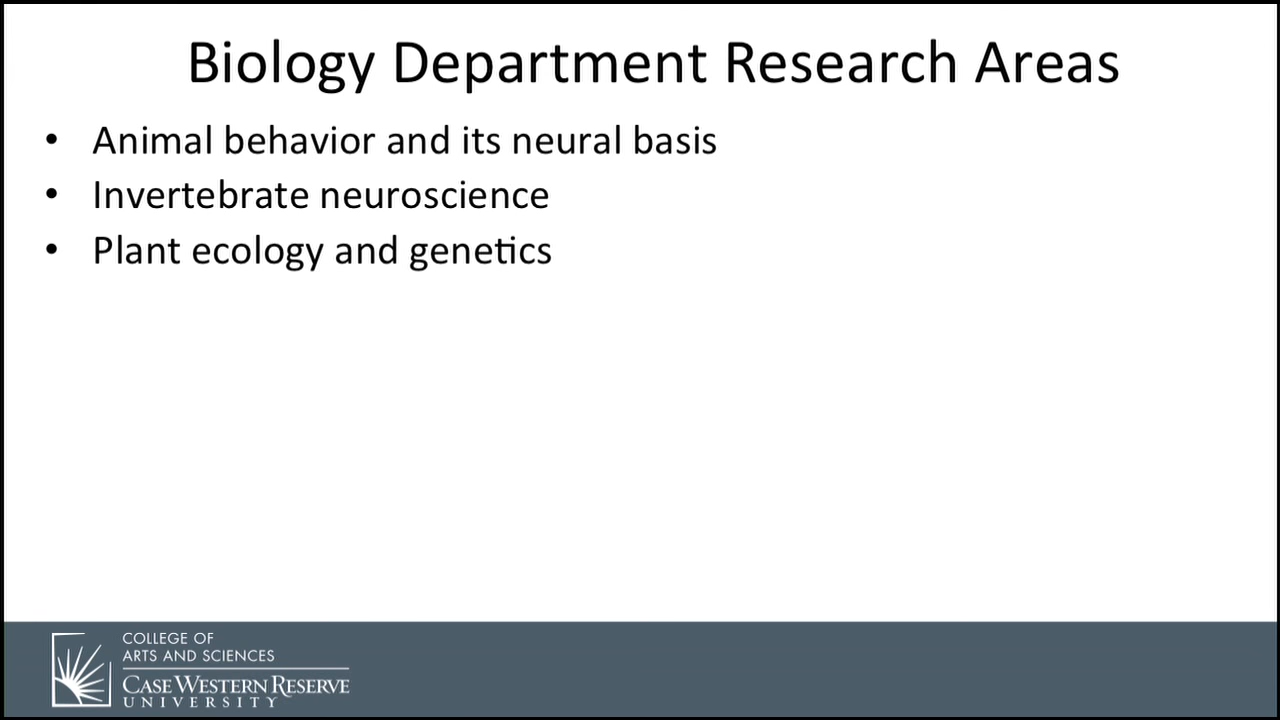 Biology Department Research Areas
• Animal behavior and its neural basis
• Invertebrate neuroscience
• Plant ecology and genetics
COLLEGE OF
ARTS AND SCIENCES
CASE WESTERN RESERVE
UNIVERSITY